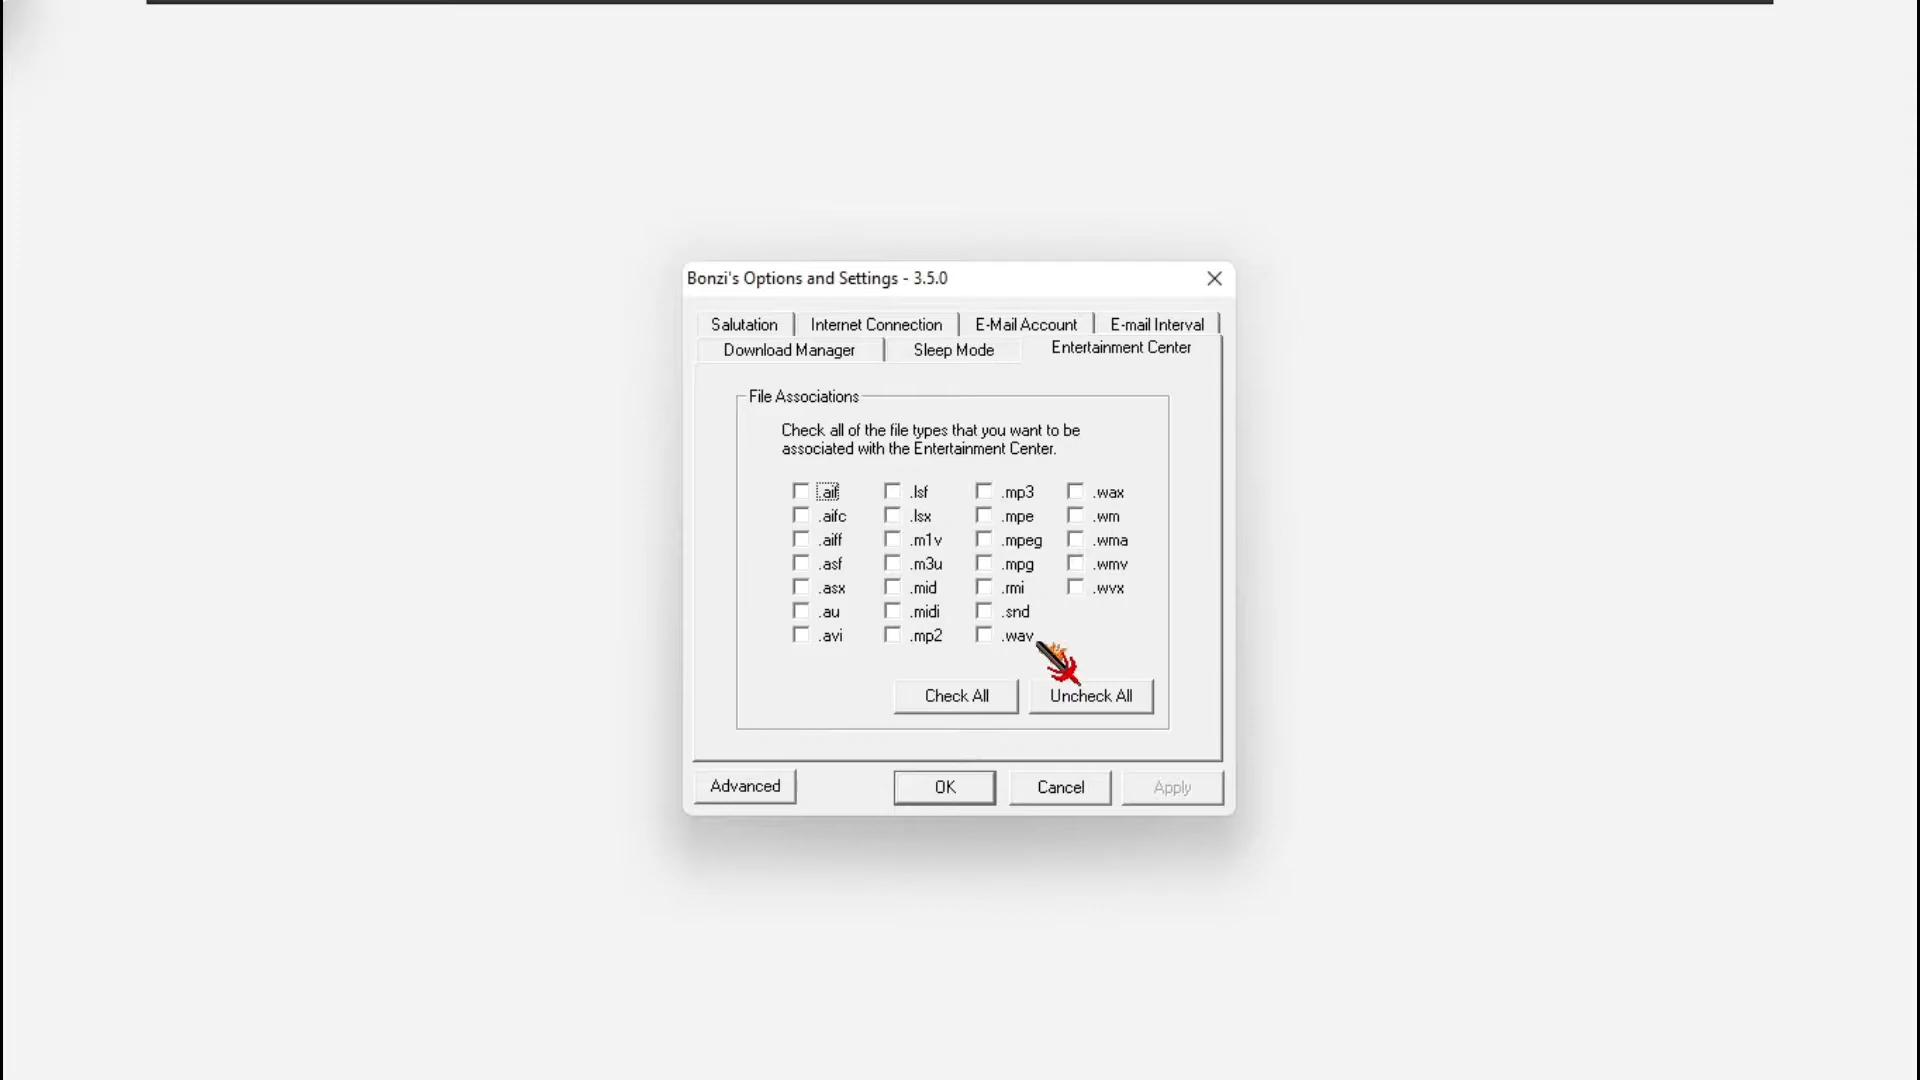 Bonzi's Options and Settings - 3.5.0
Salutation Internet Connection E-Mail Account E-mail Interval
Download Manager Sleep Mode Entertainment Center
File Associations
Check all of the file types that you want to be
associated with the Entertainment Center.
.aif .lsf .mp3 .wax
.aifc .lsx .mpe .wm
.aiff .m1v .mpeg .wma
.asf .m3u .mpg .wmv
.asx .mid .rmi .wvx
.au .midi .snd
.avi .mp2 .wav
Check All Uncheck All
Advanced OK Cancel Apply